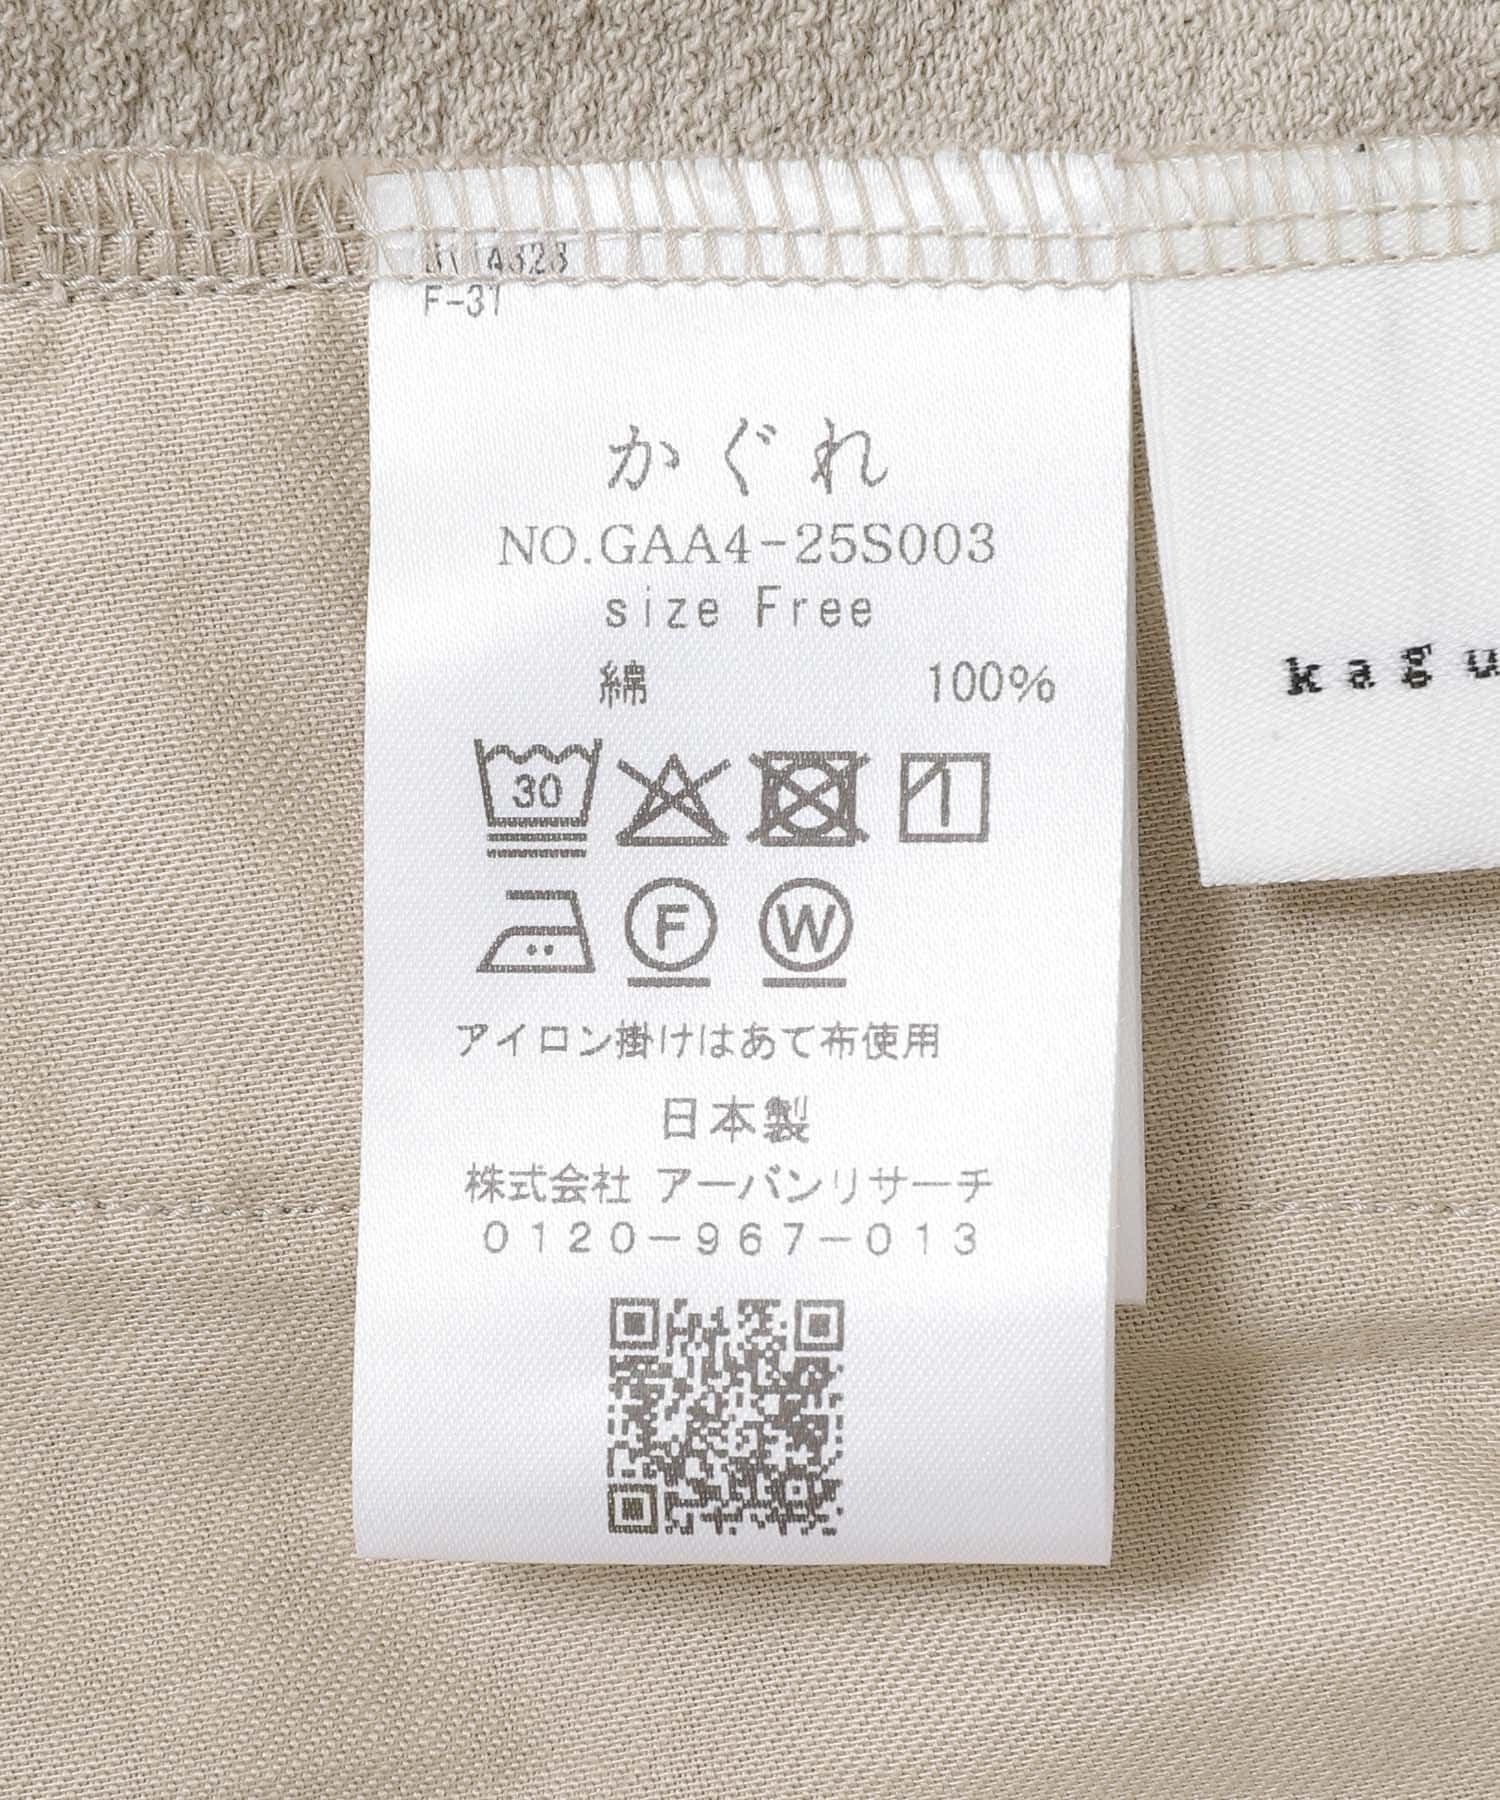 F-31
かぐれ
NO.GAA4-25S003
size Free
綿 100%
30
F W
アイロン掛けはあて布使用
日本製
株式会社 アーバンリサーチ
0120-967-013
kagu